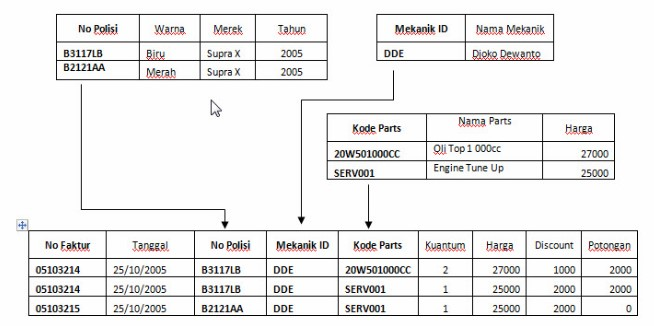 No Polisi Warna Merek Tahun
B3117LB Biru Supra X 2005
B2121AA Merah Supra X 2005
Mekanik ID Nama Mekanik
DDE Djoko Dewanto
Kode Parts Nama Parts Harga
20W501000CC Oli Top 1 000cc 27000
SERV001 Engine Tune Up 25000
No Faktur Tanggal No Polisi Mekanik ID Kode Parts Kuantum Harga Discount Potongan
05103214 25/10/2005 B3117LB DDE 20W501000CC 2 27000 1000 2000
05103214 25/10/2005 B3117LB DDE SERV001 1 25000 2000 2000
05103215 25/10/2005 B2121AA DDE SERV001 1 25000 2000 0